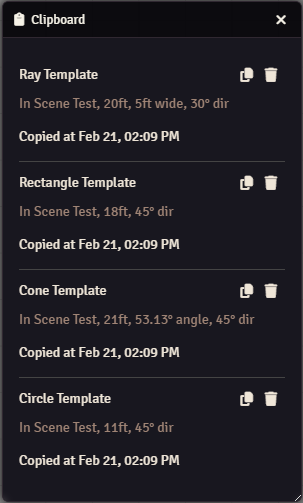 Clipboard
Ray Template
In Scene Test, 20ft, 5ft wide, 30° dir
Copied at Feb 21, 02:09 PM
Rectangle Template
In Scene Test, 18ft, 45° dir
Copied at Feb 21, 02:09 PM
Cone Template
In Scene Test, 21ft, 53.13° angle, 45° dir
Copied at Feb 21, 02:09 PM
Circle Template
In Scene Test, 11ft, 45° dir
Copied at Feb 21, 02:09 PM